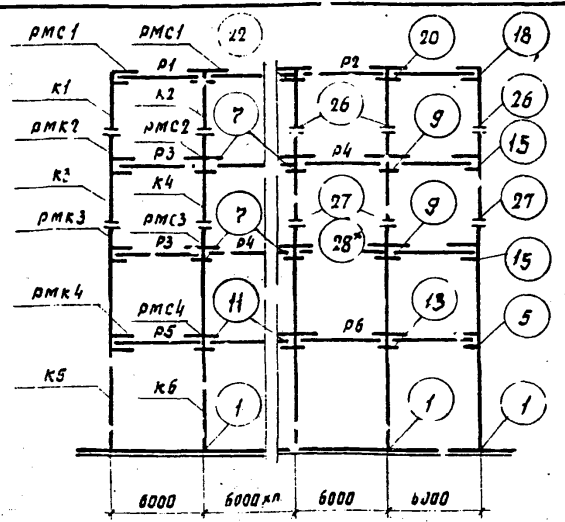 РМС1 РМС1 22 20 18
Р1 Р2
К1 К2 26 26
РМК2 РМС2 7 9 15
Р3 Р4
К3 К4 27 27
РМК3 РМС3 7 28* 9 15
Р3 Р4
РМК4 РМС4 11 13 5
Р5 Р6
К5 К6 1 1 1
6000 6000хп. 6000 6000